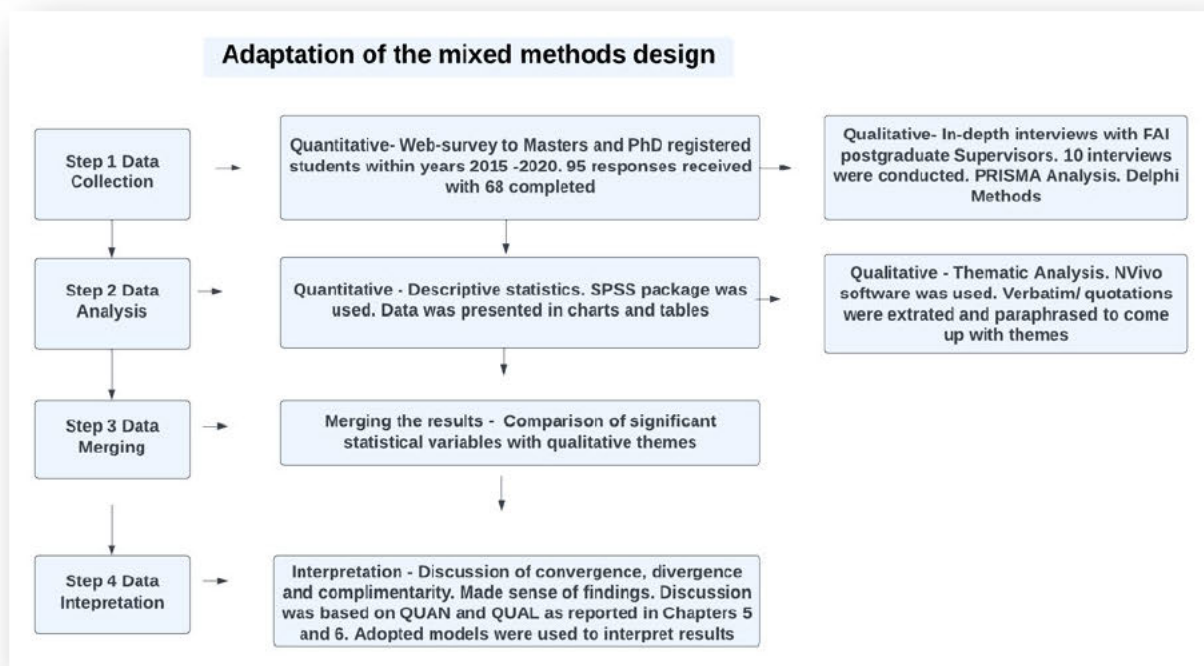 Adaptation of the mixed methods design
Step 1 Data
Collection
Quantitative- Web-survey to Masters and PhD registered
students within years 2015 -2020. 95 responses received
with 68 completed
Qualitative- In-depth interviews with FAI
postgraduate Supervisors. 10 interviews
were conducted. PRISMA Analysis. Delphi
Methods
Step 2 Data
Analysis
Quantitative - Descriptive statistics. SPSS package was
used. Data was presented in charts and tables
Qualitative - Thematic Analysis. NVivo
software was used. Verbatim/ quotations
were extrated and paraphrased to come
up with themes
Step 3 Data
Merging
Merging the results - Comparison of significant
statistical variables with qualitative themes
Step 4 Data
Intepretation
Interpretation - Discussion of convergence, divergence
and complimentarity. Made sense of findings. Discussion
was based on QUAN and QUAL as reported in Chapters 5
and 6. Adopted models were used to interpret results